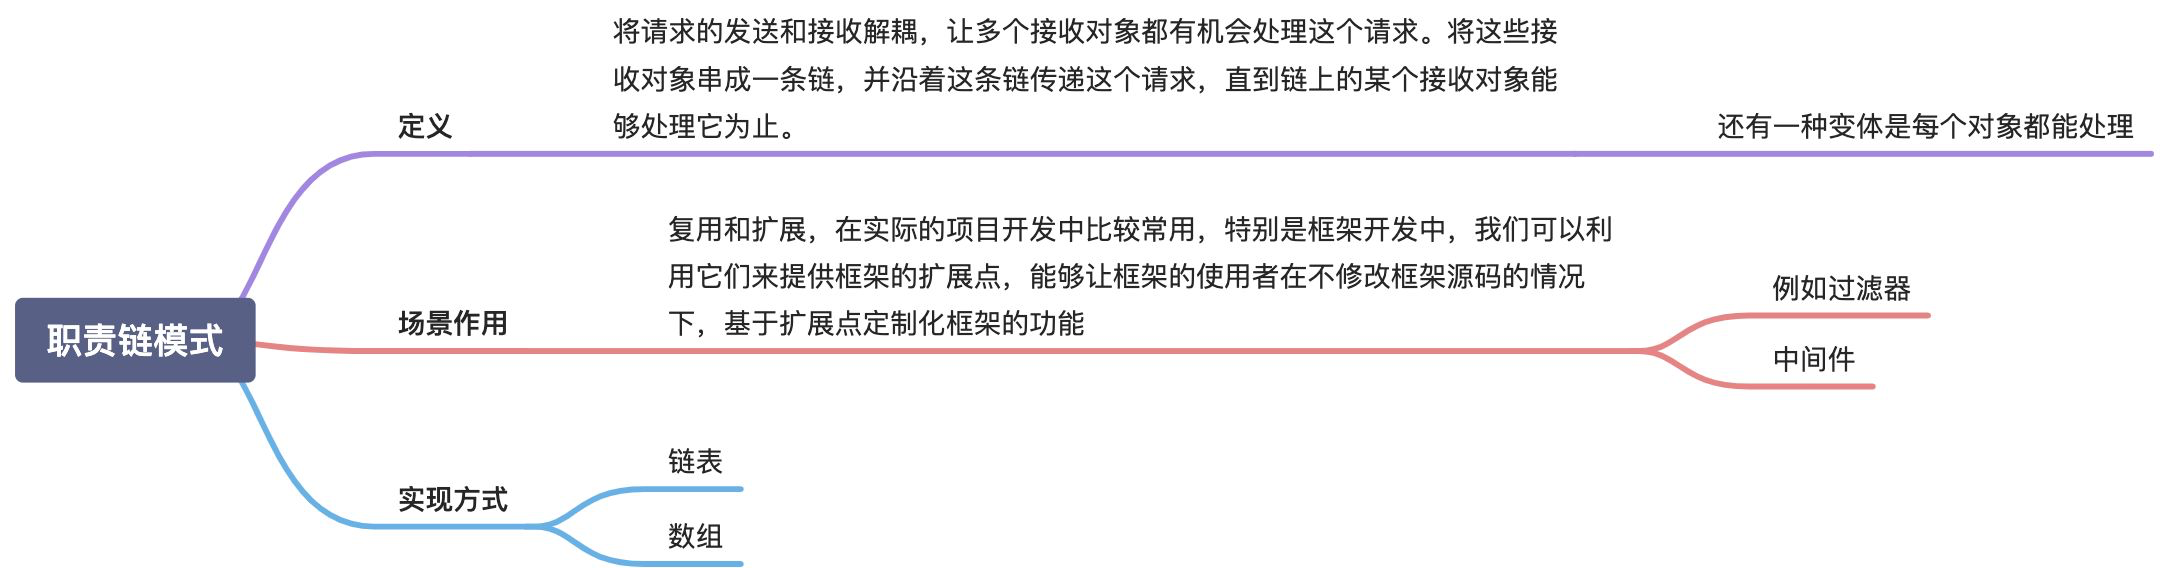 职责链模式
定义
将请求的发送和接收解耦，让多个接收对象都有机会处理这个请求。将这些接
收对象串成一条链，并沿着这条链传递这个请求，直到链上的某个接收对象能
够处理它为止。
还有一种变体是每个对象都能处理
场景作用
复用和扩展，在实际的项目开发中比较常用，特别是框架开发中，我们可以利
用它们来提供框架的扩展点，能够让框架的使用者在不修改框架源码的情况
下，基于扩展点定制化框架的功能
例如过滤器
中间件
实现方式
链表
数组